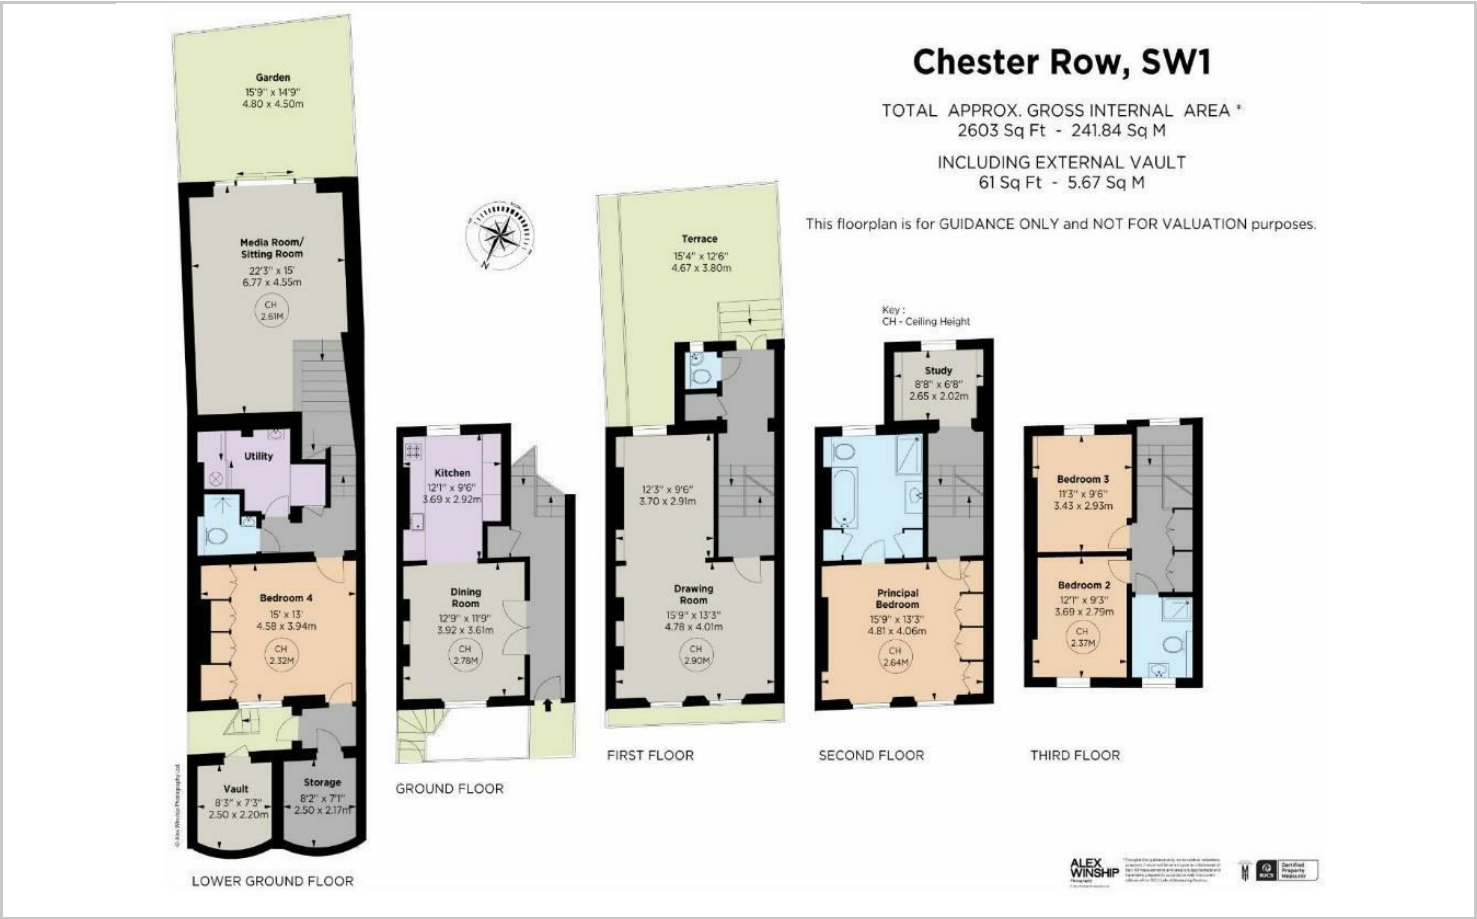 Chester Row, SW1
TOTAL APPROX. GROSS INTERNAL AREA *
2603 Sq Ft - 241.84 Sq M
INCLUDING EXTERNAL VAULT
61 Sq Ft - 5.67 Sq M
This floorplan is for GUIDANCE ONLY and NOT FOR VALUATION purposes.
Key :
CH - Ceiling Height
N
Garden
15'9" x 14'9"
4.80 x 4.50m
Media Room/
Sitting Room
22'3" x 15'
6.77 x 4.55m
CH
2.61M
Utility
Bedroom 4
15' x 13'
4.58 x 3.94m
CH
2.32M
Vault
8'3" x 7'3"
2.50 x 2.20m
Storage
8'2" x 7'1"
2.50 x 2.17m
© Alex Winship Photography Ltd.
LOWER GROUND FLOOR
Kitchen
12'1" x 9'6"
3.69 x 2.92m
Dining
Room
12'9" x 11'9"
3.92 x 3.61m
CH
2.78M
GROUND FLOOR
Terrace
15'4" x 12'6"
4.67 x 3.80m
12'3" x 9'6"
3.70 x 2.91m
Drawing
Room
15'9" x 13'3"
4.78 x 4.01m
CH
2.90M
FIRST FLOOR
Study
8'8" x 6'8"
2.65 x 2.02m
Principal
Bedroom
15'9" x 13'3"
4.81 x 4.06m
CH
2.64M
SECOND FLOOR
Bedroom 3
11'3" x 9'6"
3.43 x 2.93m
Bedroom 2
12'1" x 9'3"
3.69 x 2.79m
CH
2.37M
THIRD FLOOR
ALEX
WINSHIP
Photography
RICS
Certified
Property
Measurer